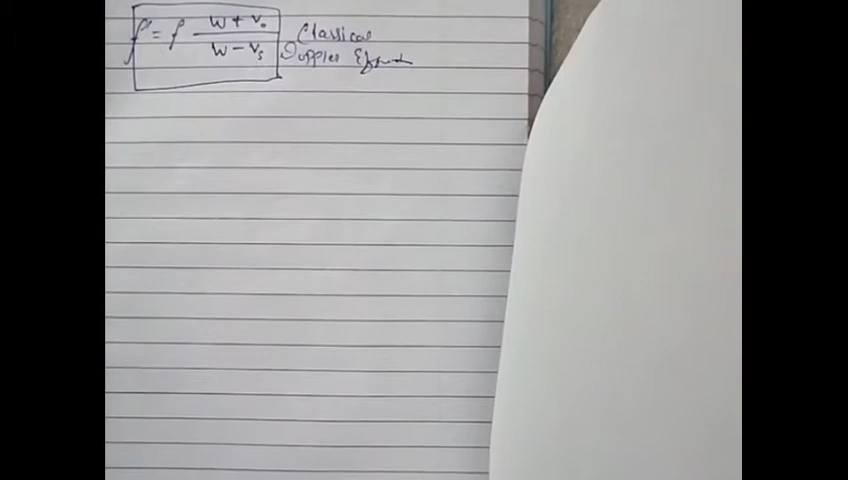 f' = f (w + v₀)/(w - vₛ) Classical
Doppler Effect